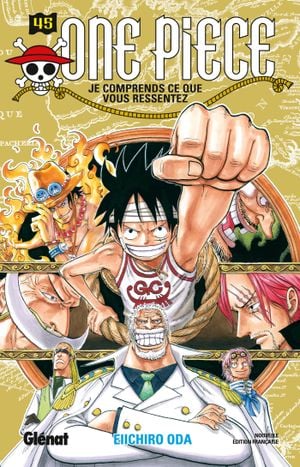 45
ONE PIECE
JE COMPRENDS CE QUE
VOUS RESSENTEZ
Glénat
EIICHIRO ODA
NOUVELLE
ÉDITION FRANÇAISE